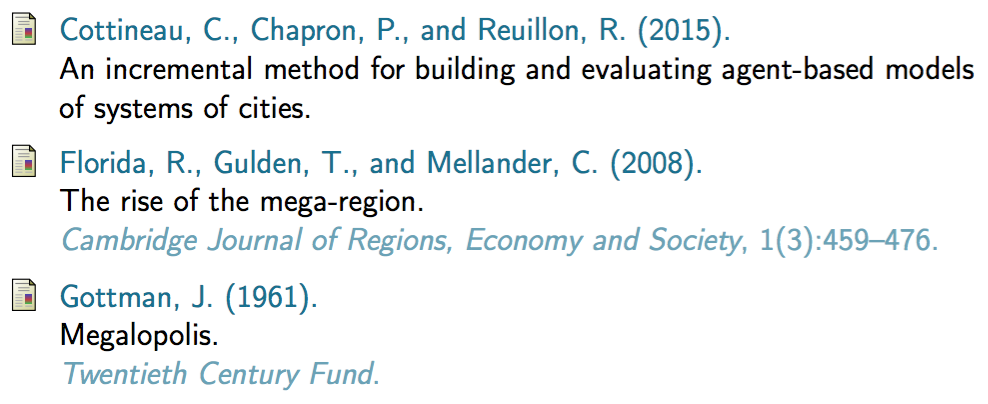 Cottineau, C., Chapron, P., and Reuillon, R. (2015).
An incremental method for building and evaluating agent-based models
of systems of cities.
Florida, R., Gulden, T., and Mellander, C. (2008).
The rise of the mega-region.
Cambridge Journal of Regions, Economy and Society, 1(3):459–476.
Gottman, J. (1961).
Megalopolis.
Twentieth Century Fund.